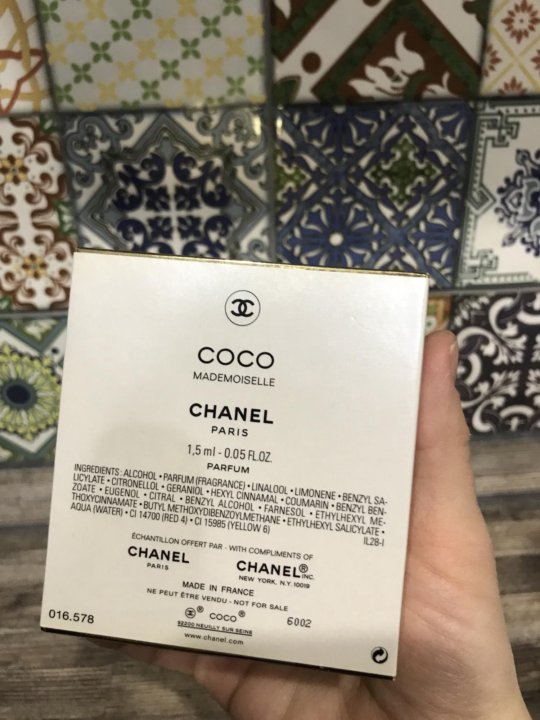 COCO
MADEMOISELLE
CHANEL
PARIS
1,5 ml - 0.05 FL.OZ.
PARFUM
INGREDIENTS: ALCOHOL • PARFUM (FRAGRANCE) • LINALOOL • LIMONENE • BENZYL SA-
LICYLATE • CITRONELLOL • GERANIOL • HEXYL CINNAMAL • COUMARIN • BENZYL BEN-
ZOATE • EUGENOL • CITRAL • BENZYL ALCOHOL • FARNESOL • ETHYLHEXYL ME-
THOXYCINNAMATE • BUTYL METHOXYDIBENZOYLMETHANE • ETHYLHEXYL SALICYLATE •
AQUA (WATER) • CI 14700 (RED 4) • CI 15985 (YELLOW 6) IL28-I
ÉCHANTILLON OFFERT PAR - WITH COMPLIMENTS OF
CHANEL CHANEL® INC.
PARIS NEW YORK, N.Y. 10019
MADE IN FRANCE
NE PEUT ÊTRE VENDU - NOT FOR SALE
016.578 ® COCO® 6002
92200 NEUILLY SUR SEINE
www.chanel.com